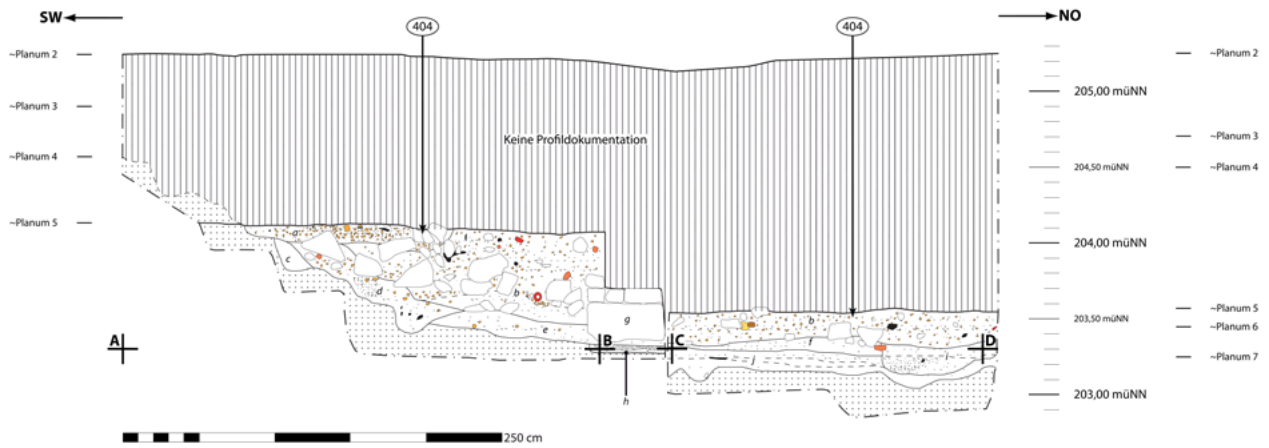 SW
404
404
NO
~Planum 2
~Planum 2
205,00 müNN
~Planum 3
Keine Profildokumentation
~Planum 3
~Planum 4
204,50 müNN
~Planum 4
~Planum 5
a
204,00 müNN
c
d
b
g
b
~Planum 5
203,50 müNN
~Planum 6
e
f
A
B
C
D
i
j
~Planum 7
h
203,00 müNN
250 cm